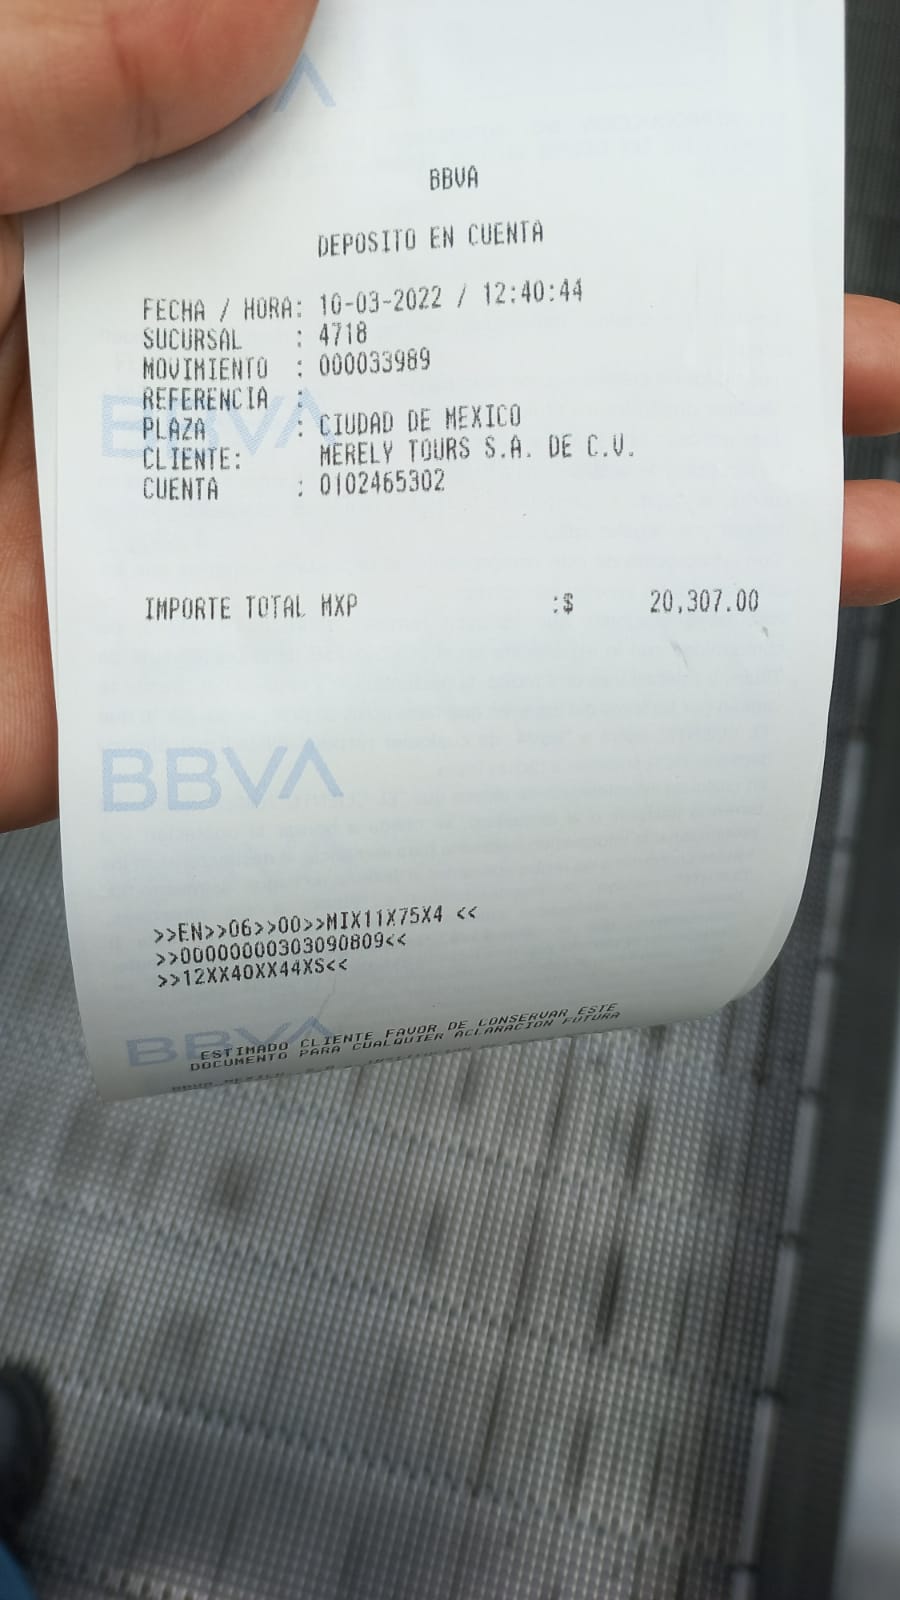 BBVA
DEPOSITO EN CUENTA
FECHA / HORA: 10-03-2022 / 12:40:44
SUCURSAL : 4718
MOVIMIENTO : 000033989
REFERENCIA :
PLAZA : CIUDAD DE MEXICO
CLIENTE: MERELY TOURS S.A. DE C.V.
CUENTA : 0102465302
IMPORTE TOTAL MXP :$ 20,307.00
BBVA
>>EN>>06>>00>>MIX11X75X4 <<
>>00000000303090809<<
>>12XX40XX44XS<<
BBVA
ESTIMADO CLIENTE FAVOR DE CONSERVAR ESTE
DOCUMENTO PARA CUALQUIER ACLARACION FUTURA